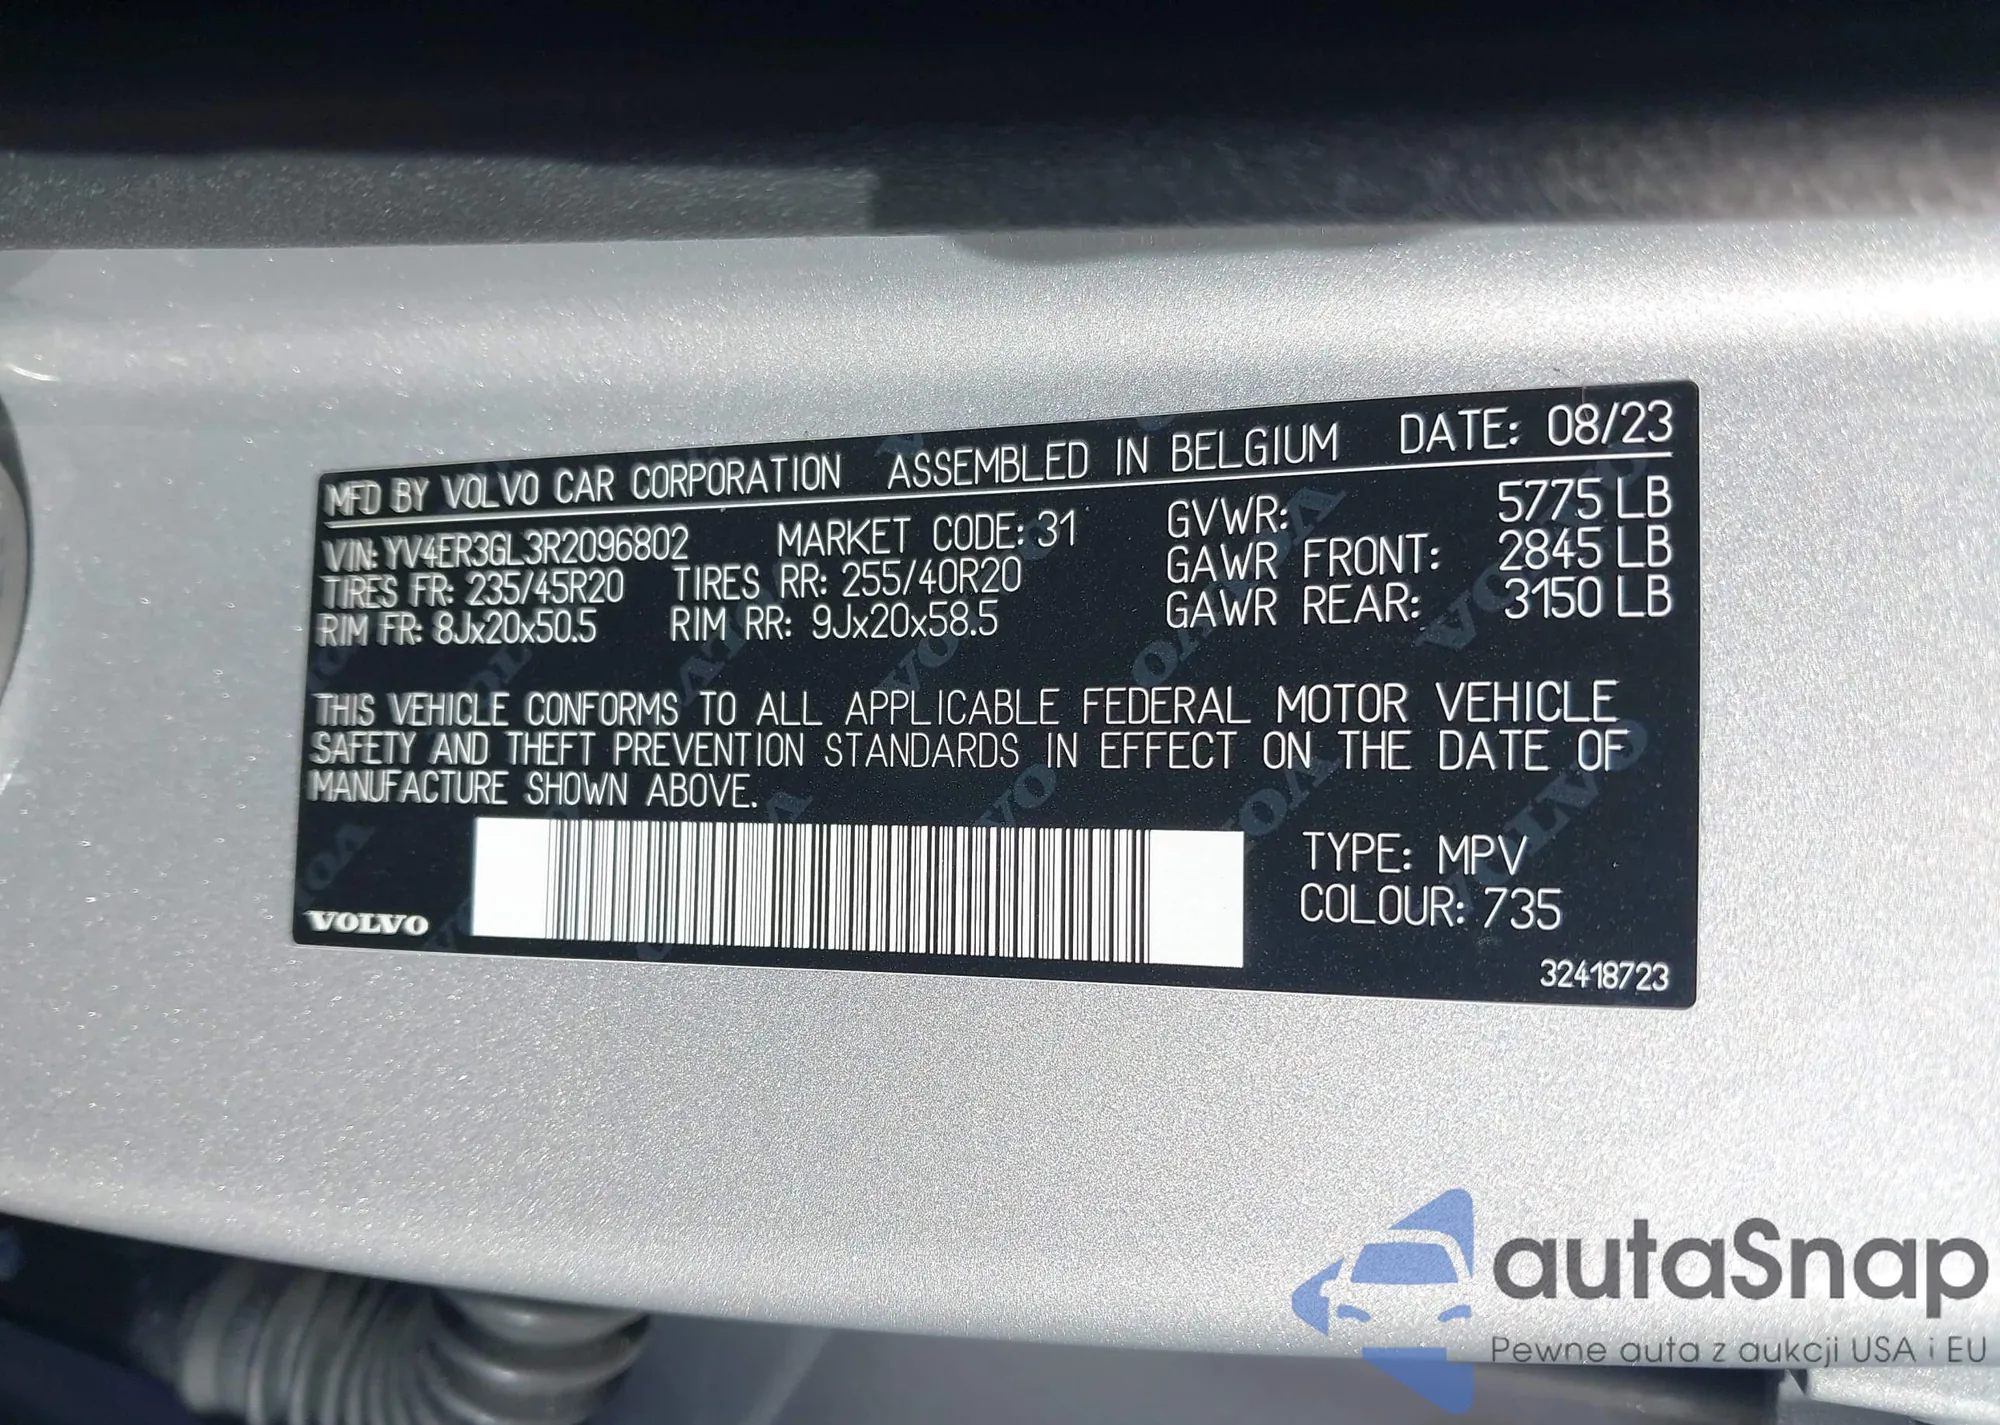 MFD BY VOLVO CAR CORPORATION ASSEMBLED IN BELGIUM DATE: 08/23
VIN: YV4ER3GL3R2096802 MARKET CODE: 31 GVWR: 5775 LB
TIRES FR: 235/45R20 TIRES RR: 255/40R20 GAWR FRONT: 2845 LB
RIM FR: 8Jx20x50.5 RIM RR: 9Jx20x58.5 GAWR REAR: 3150 LB
THIS VEHICLE CONFORMS TO ALL APPLICABLE FEDERAL MOTOR VEHICLE
SAFETY AND THEFT PREVENTION STANDARDS IN EFFECT ON THE DATE OF
MANUFACTURE SHOWN ABOVE.
TYPE: MPV
COLOUR: 735
VOLVO
32418723
autaSnap
Pewne auta z aukcji USA i EU